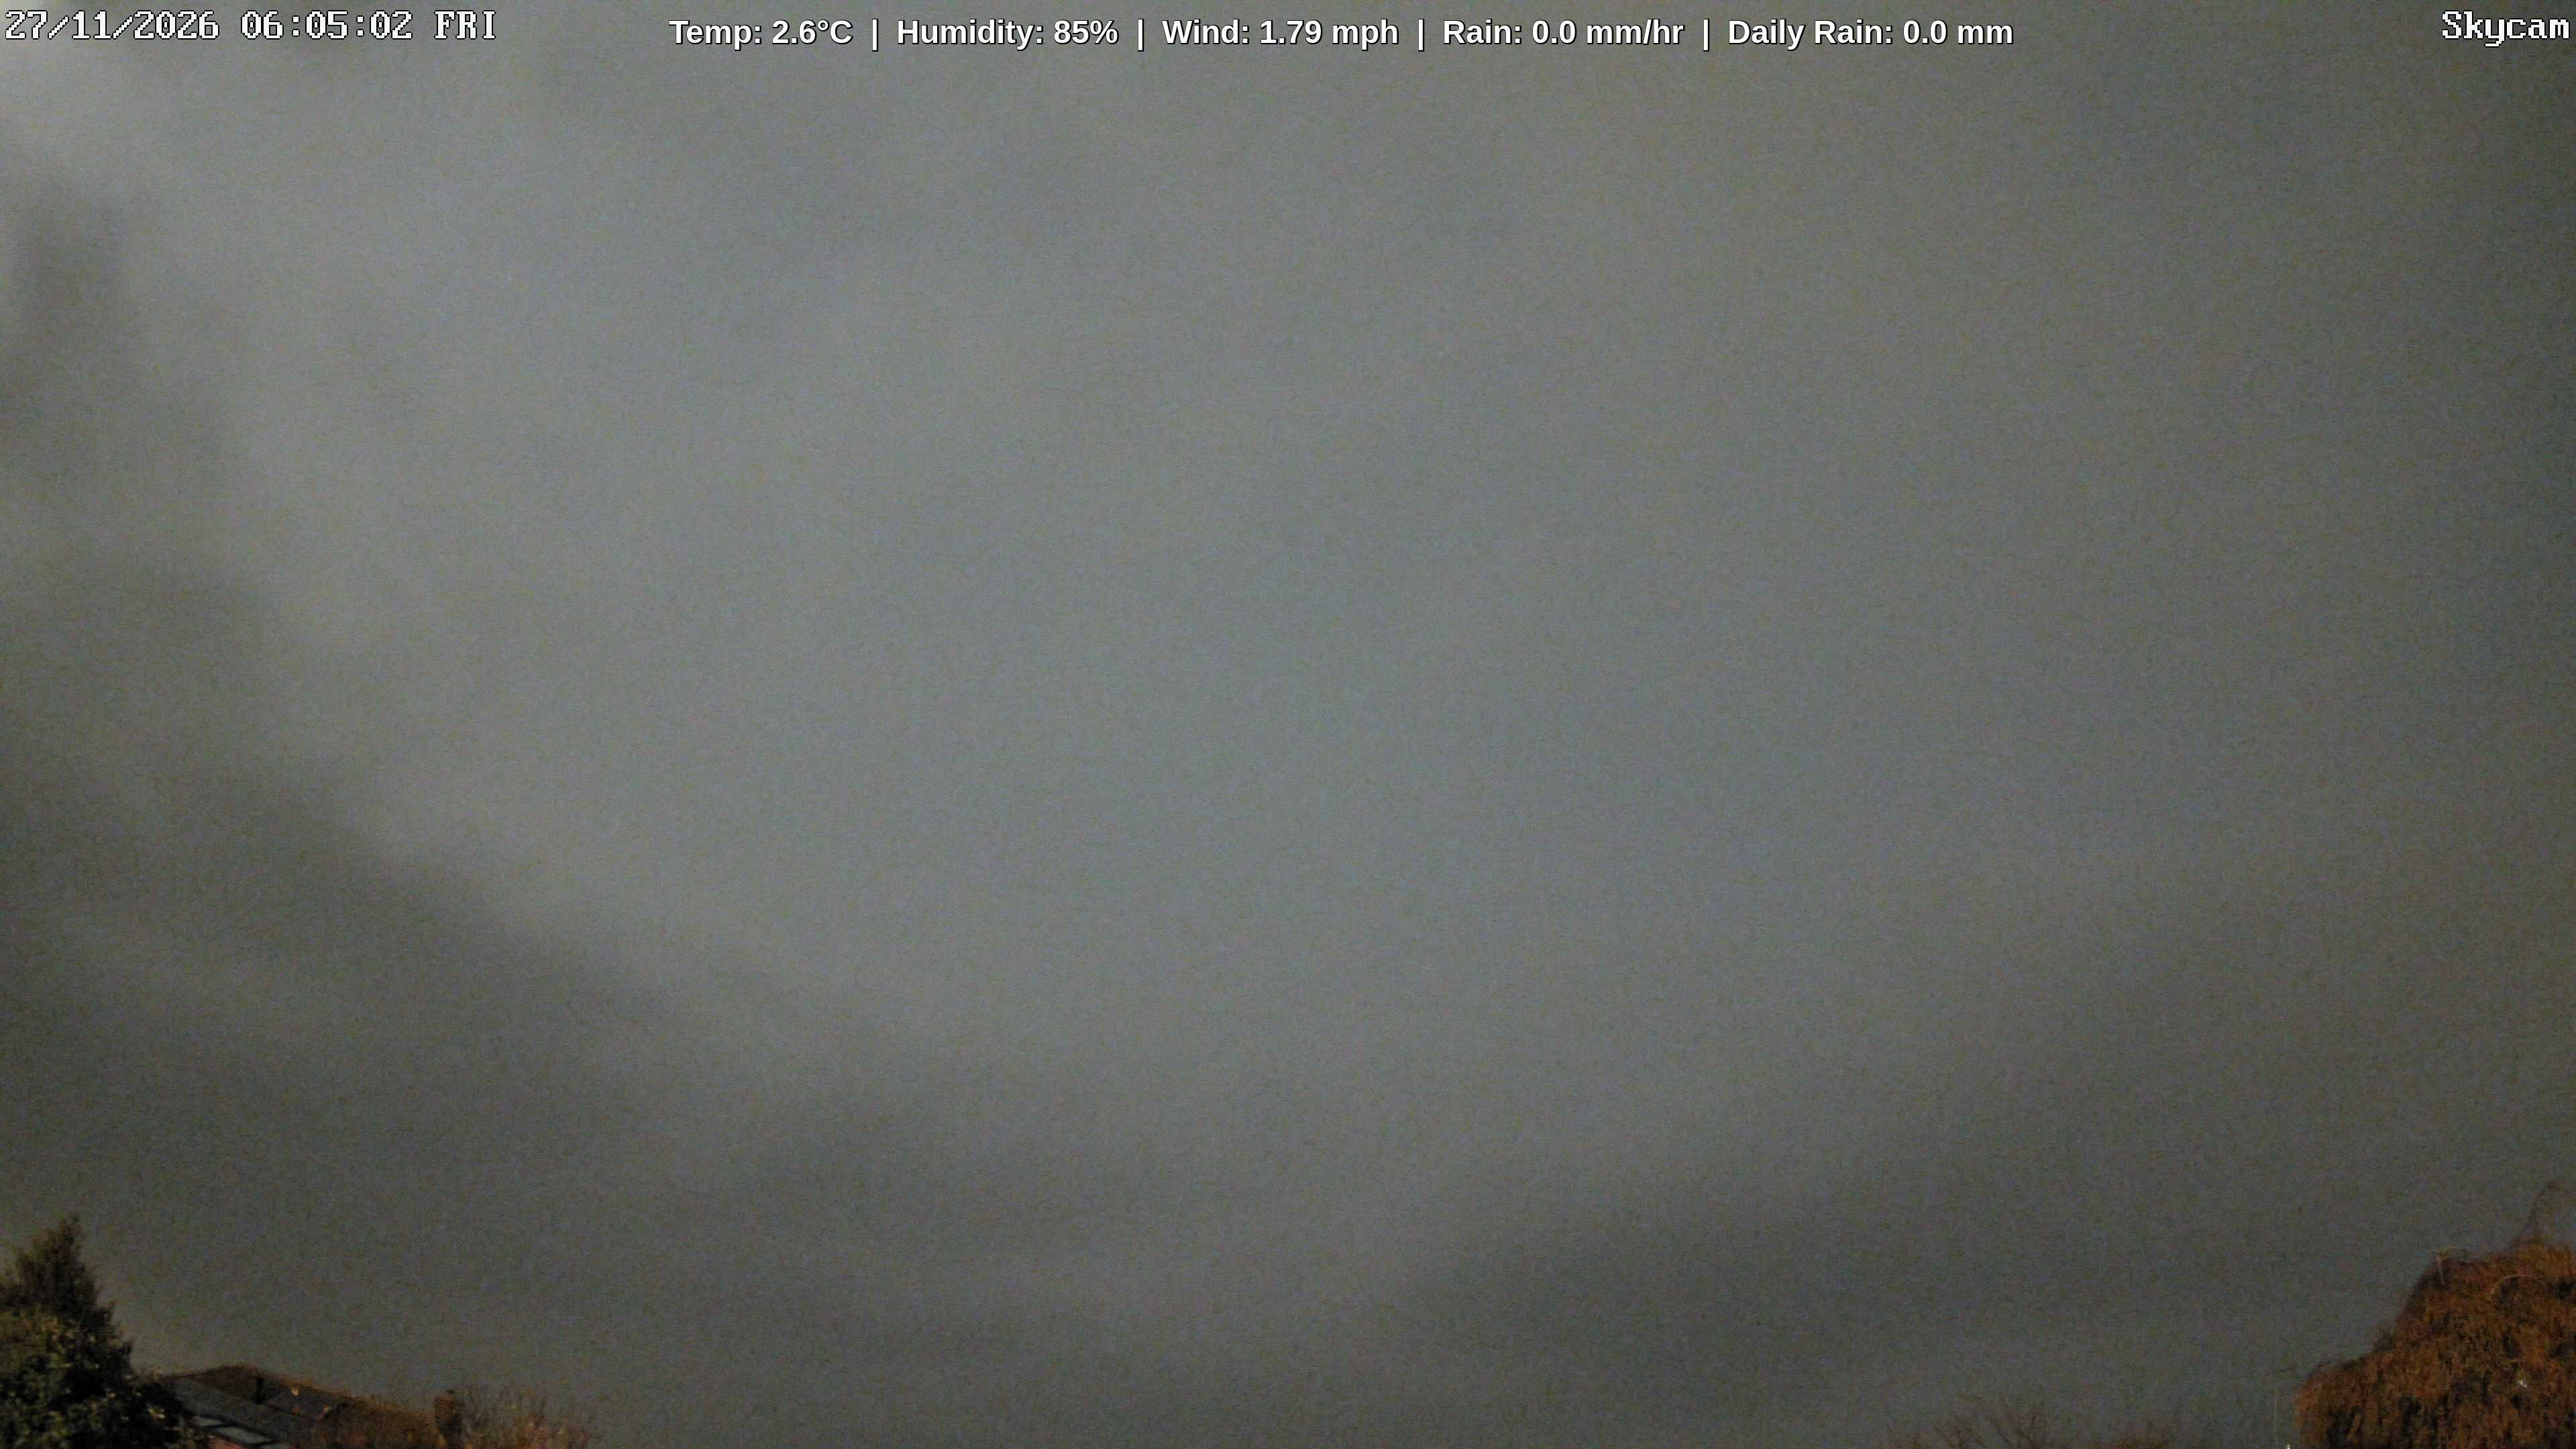 27/11/2026 06:05:02 FRI
Temp: 2.6°C | Humidity: 85% | Wind: 1.79 mph | Rain: 0.0 mm/hr | Daily Rain: 0.0 mm
Skycam